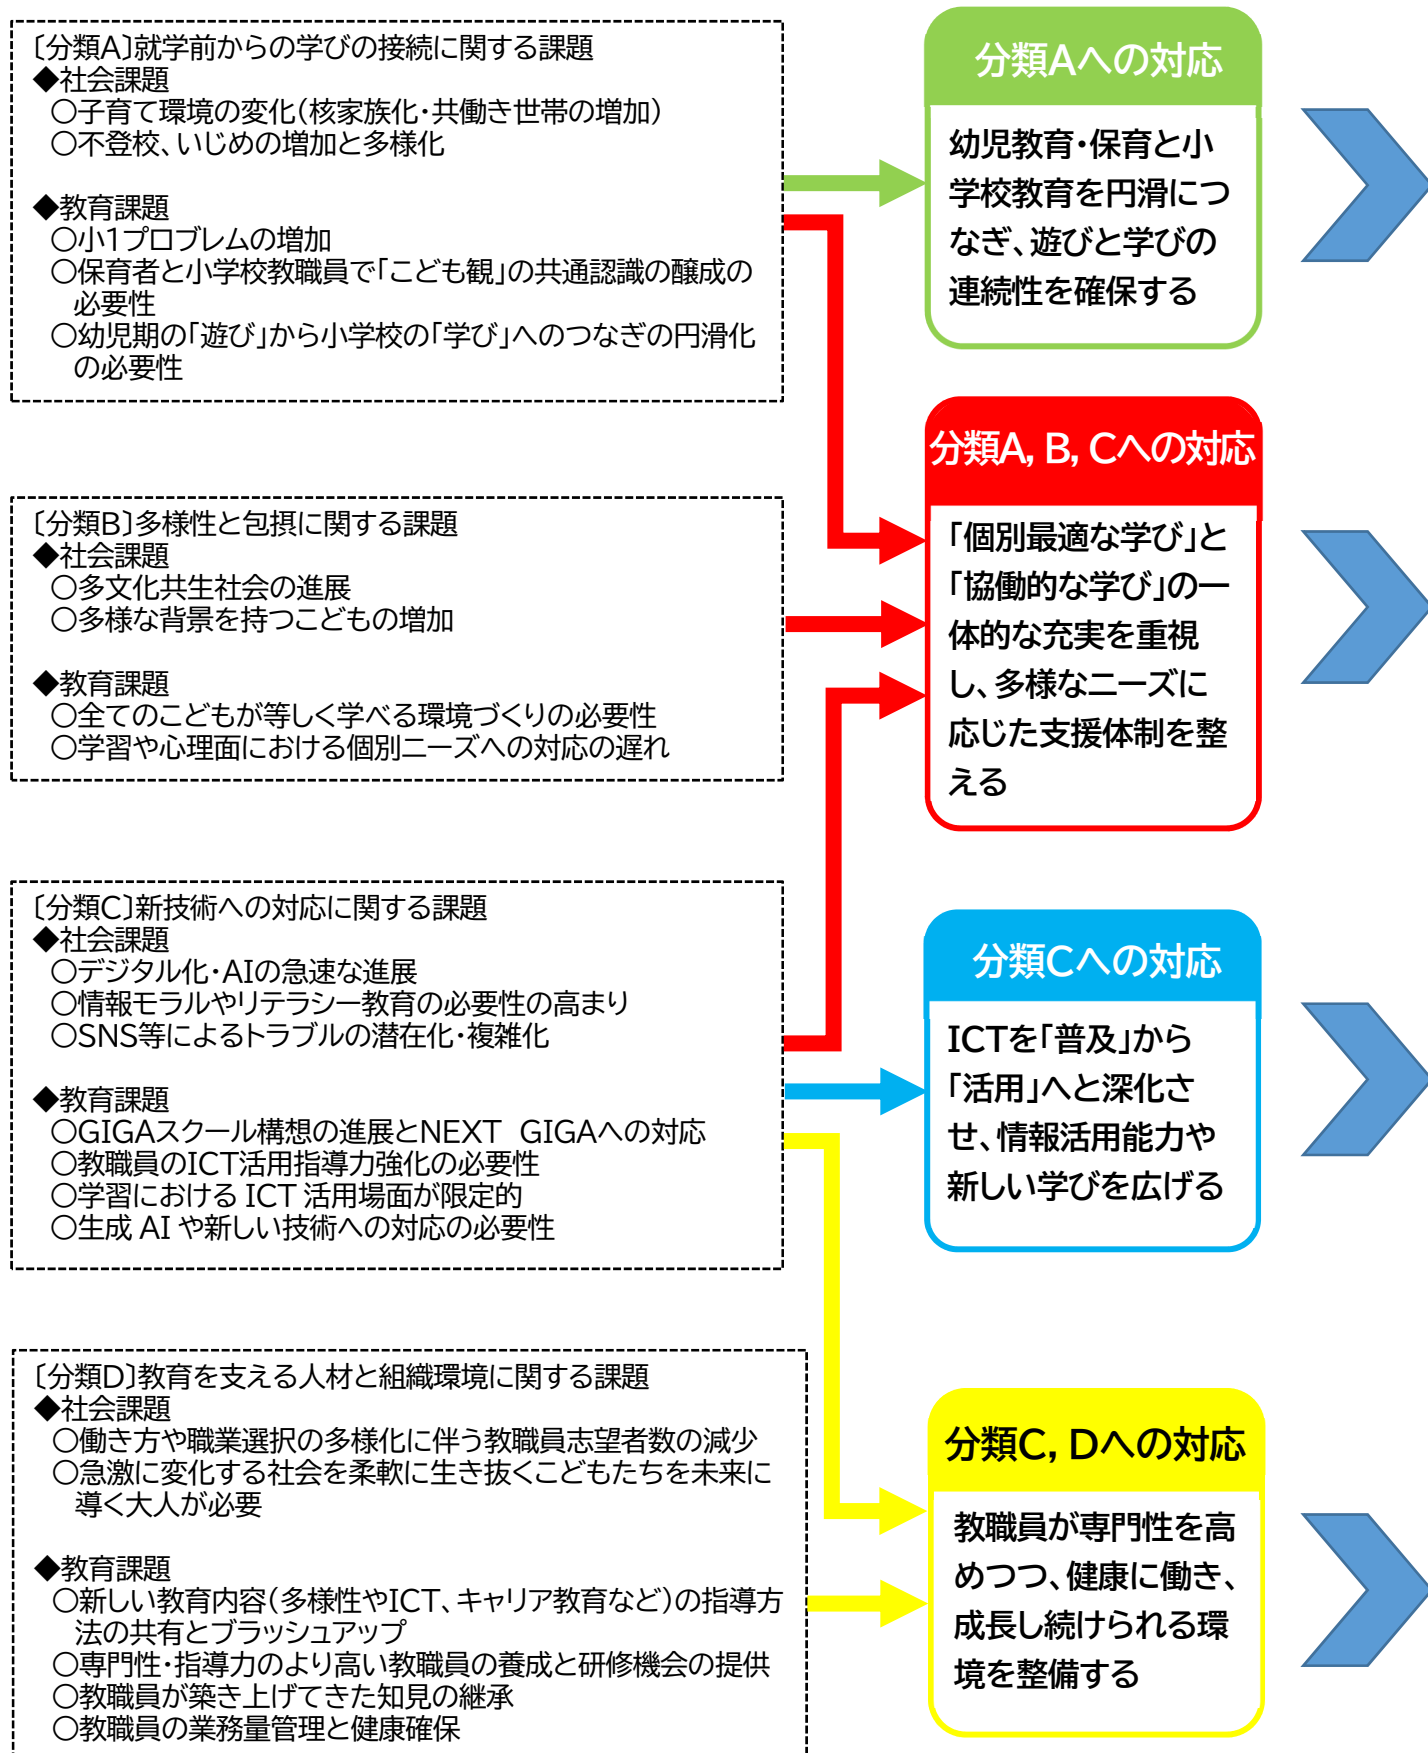 〔分類A〕就学前からの学びの接続に関する課題
◆社会課題
○子育て環境の変化（核家族化・共働き世帯の増加）
○不登校、いじめの増加と多様化
◆教育課題
○小1プロブレムの増加
○保育者と小学校教職員で「こども観」の共通認識の醸成の
必要性
○幼児期の「遊び」から小学校の「学び」へのつなぎの円滑化
の必要性
分類Aへの対応
幼児教育・保育と小
学校教育を円滑につ
なぎ、遊びと学びの
連続性を確保する
〔分類B〕多様性と包摂に関する課題
◆社会課題
○多文化共生社会の進展
○多様な背景を持つこどもの増加
◆教育課題
○全てのこどもが等しく学べる環境づくりの必要性
○学習や心理面における個別ニーズへの対応の遅れ
分類A, B, Cへの対応
「個別最適な学び」と
「協働的な学び」の一
体的な充実を重視
し、多様なニーズに
応じた支援体制を整
える
〔分類C〕新技術への対応に関する課題
◆社会課題
○デジタル化・AIの急速な進展
○情報モラルやリテラシー教育の必要性の高まり
○SNS等によるトラブルの潜在化・複雑化
◆教育課題
○GIGAスクール構想の進展とNEXT GIGAへの対応
○教職員のICT活用指導力強化の必要性
○学習における ICT 活用場面が限定的
○生成 AI や新しい技術への対応の必要性
分類Cへの対応
ICTを「普及」から
「活用」へと深化さ
せ、情報活用能力や
新しい学びを広げる
〔分類D〕教育を支える人材と組織環境に関する課題
◆社会課題
○働き方や職業選択の多様化に伴う教職員志望者数の減少
○急激に変化する社会を柔軟に生き抜くこどもたちを未来に
導く大人が必要
◆教育課題
○新しい教育内容（多様性やICT、キャリア教育など）の指導方
法の共有とブラッシュアップ
○専門性・指導力のより高い教職員の養成と研修機会の提供
○教職員が築き上げてきた知見の継承
○教職員の業務量管理と健康確保
分類C, Dへの対応
教職員が専門性を高
めつつ、健康に働き、
成長し続けられる環
境を整備する